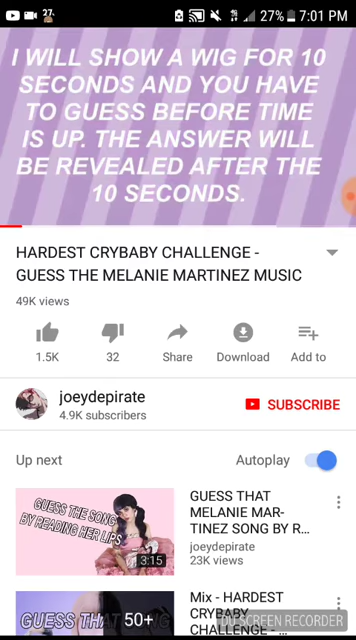 27% 7:01 PM
I WILL SHOW A WIG FOR 10
SECONDS AND YOU HAVE
TO GUESS BEFORE TIME
IS UP. THE ANSWER WILL
BE REVEALED AFTER THE
10 SECONDS.
HARDEST CRYBABY CHALLENGE -
GUESS THE MELANIE MARTINEZ MUSIC
49K views
1.5K
32
Share
Download
Add to
joeydepirate
4.9K subscribers
SUBSCRIBE
Up next
Autoplay
GUESS THE SONG
BY READING HER LIPS
3:15
GUESS THAT
MELANIE MAR-
TINEZ SONG BY R...
joeydepirate
23K views
GUESS THAT
50+
Mix - HARDEST
CRYBABY
CHALLENGE - ...
DU SCREEN RECORDER